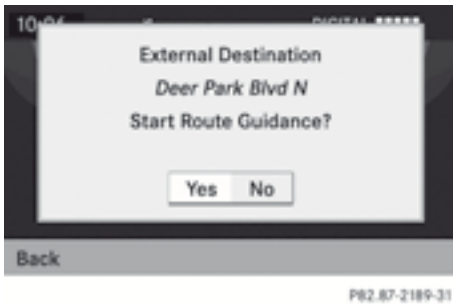 External Destination
Deer Park Blvd N
Start Route Guidance?
Yes No
Back
P82.87-2189-31